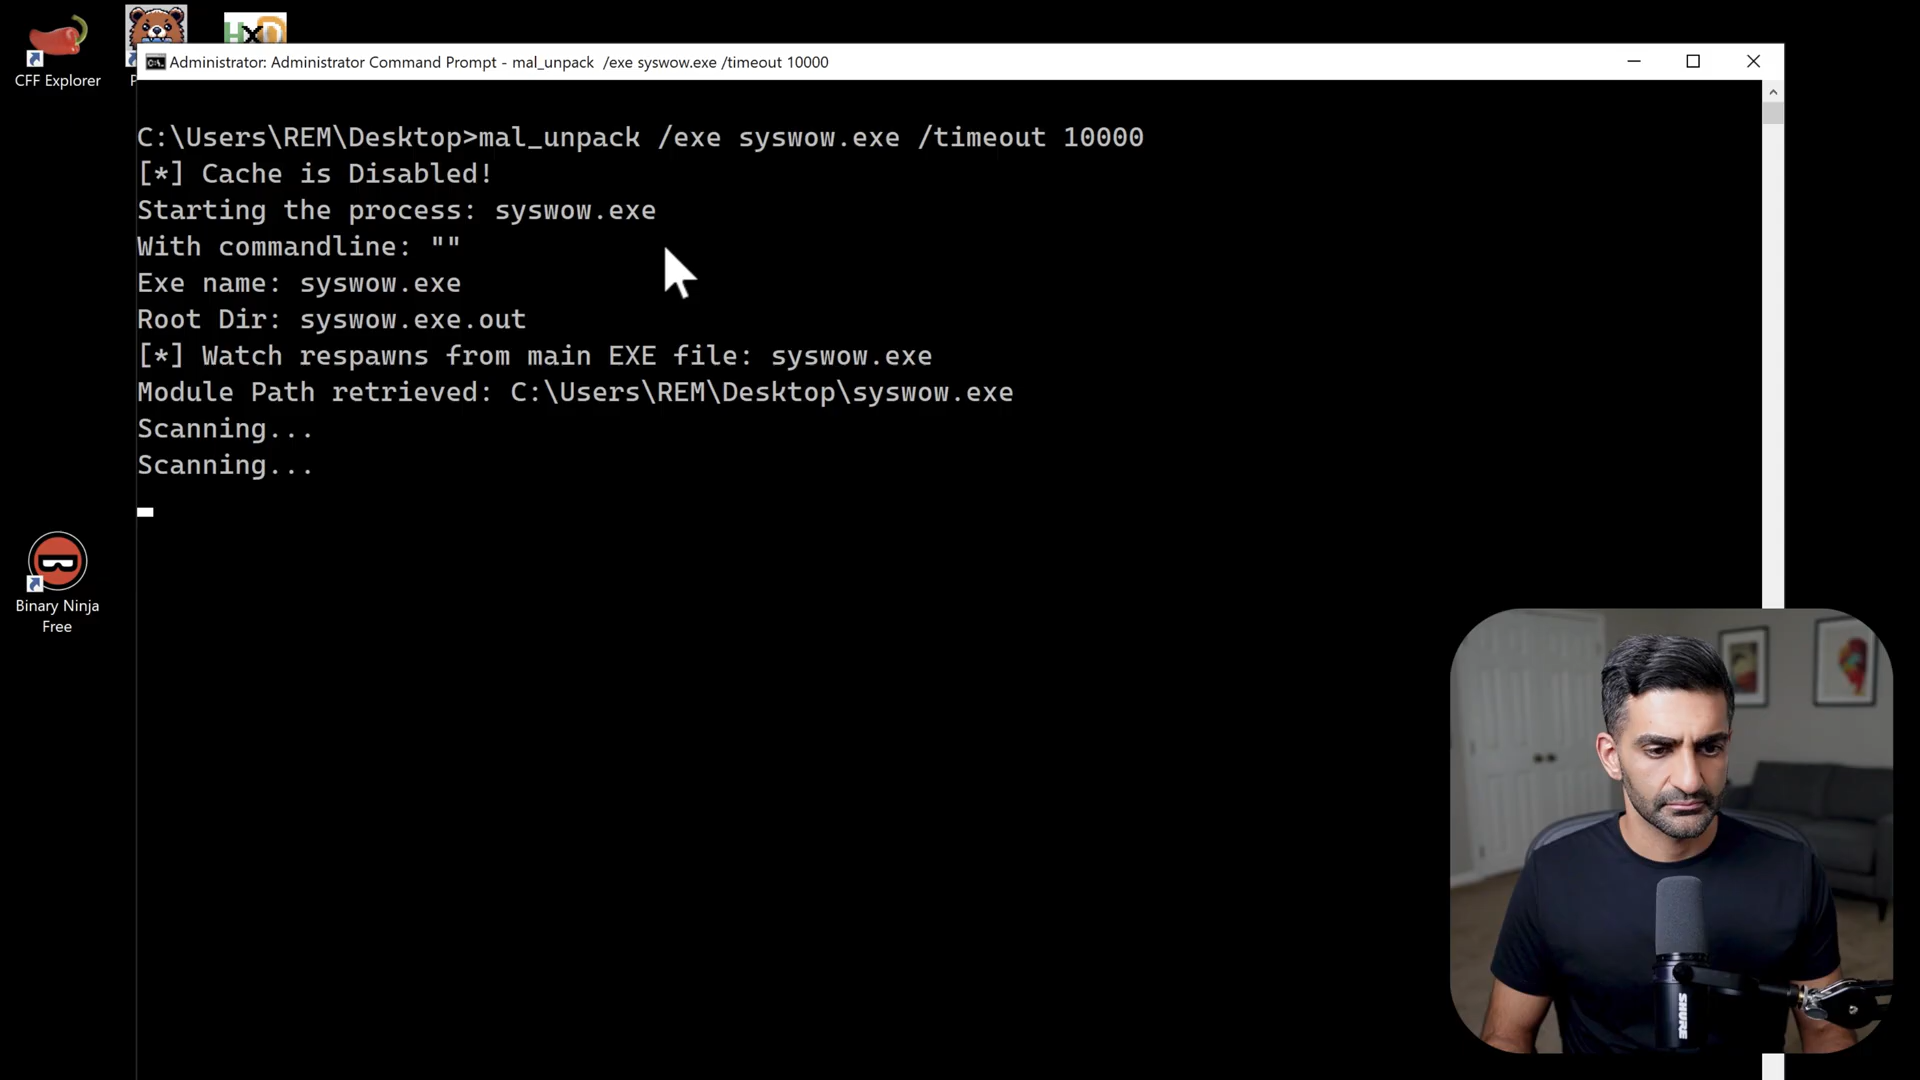 HxD
CFF Explorer
P
Administrator: Administrator Command Prompt - mal_unpack  /exe syswow.exe /timeout 10000
C:\Users\REM\Desktop>mal_unpack /exe syswow.exe /timeout 10000
[*] Cache is Disabled!
Starting the process: syswow.exe
With commandline: ""
Exe name: syswow.exe
Root Dir: syswow.exe.out
[*] Watch respawns from main EXE file: syswow.exe
Module Path retrieved: C:\Users\REM\Desktop\syswow.exe
Scanning...
Scanning...
Binary Ninja
Free
SHURE